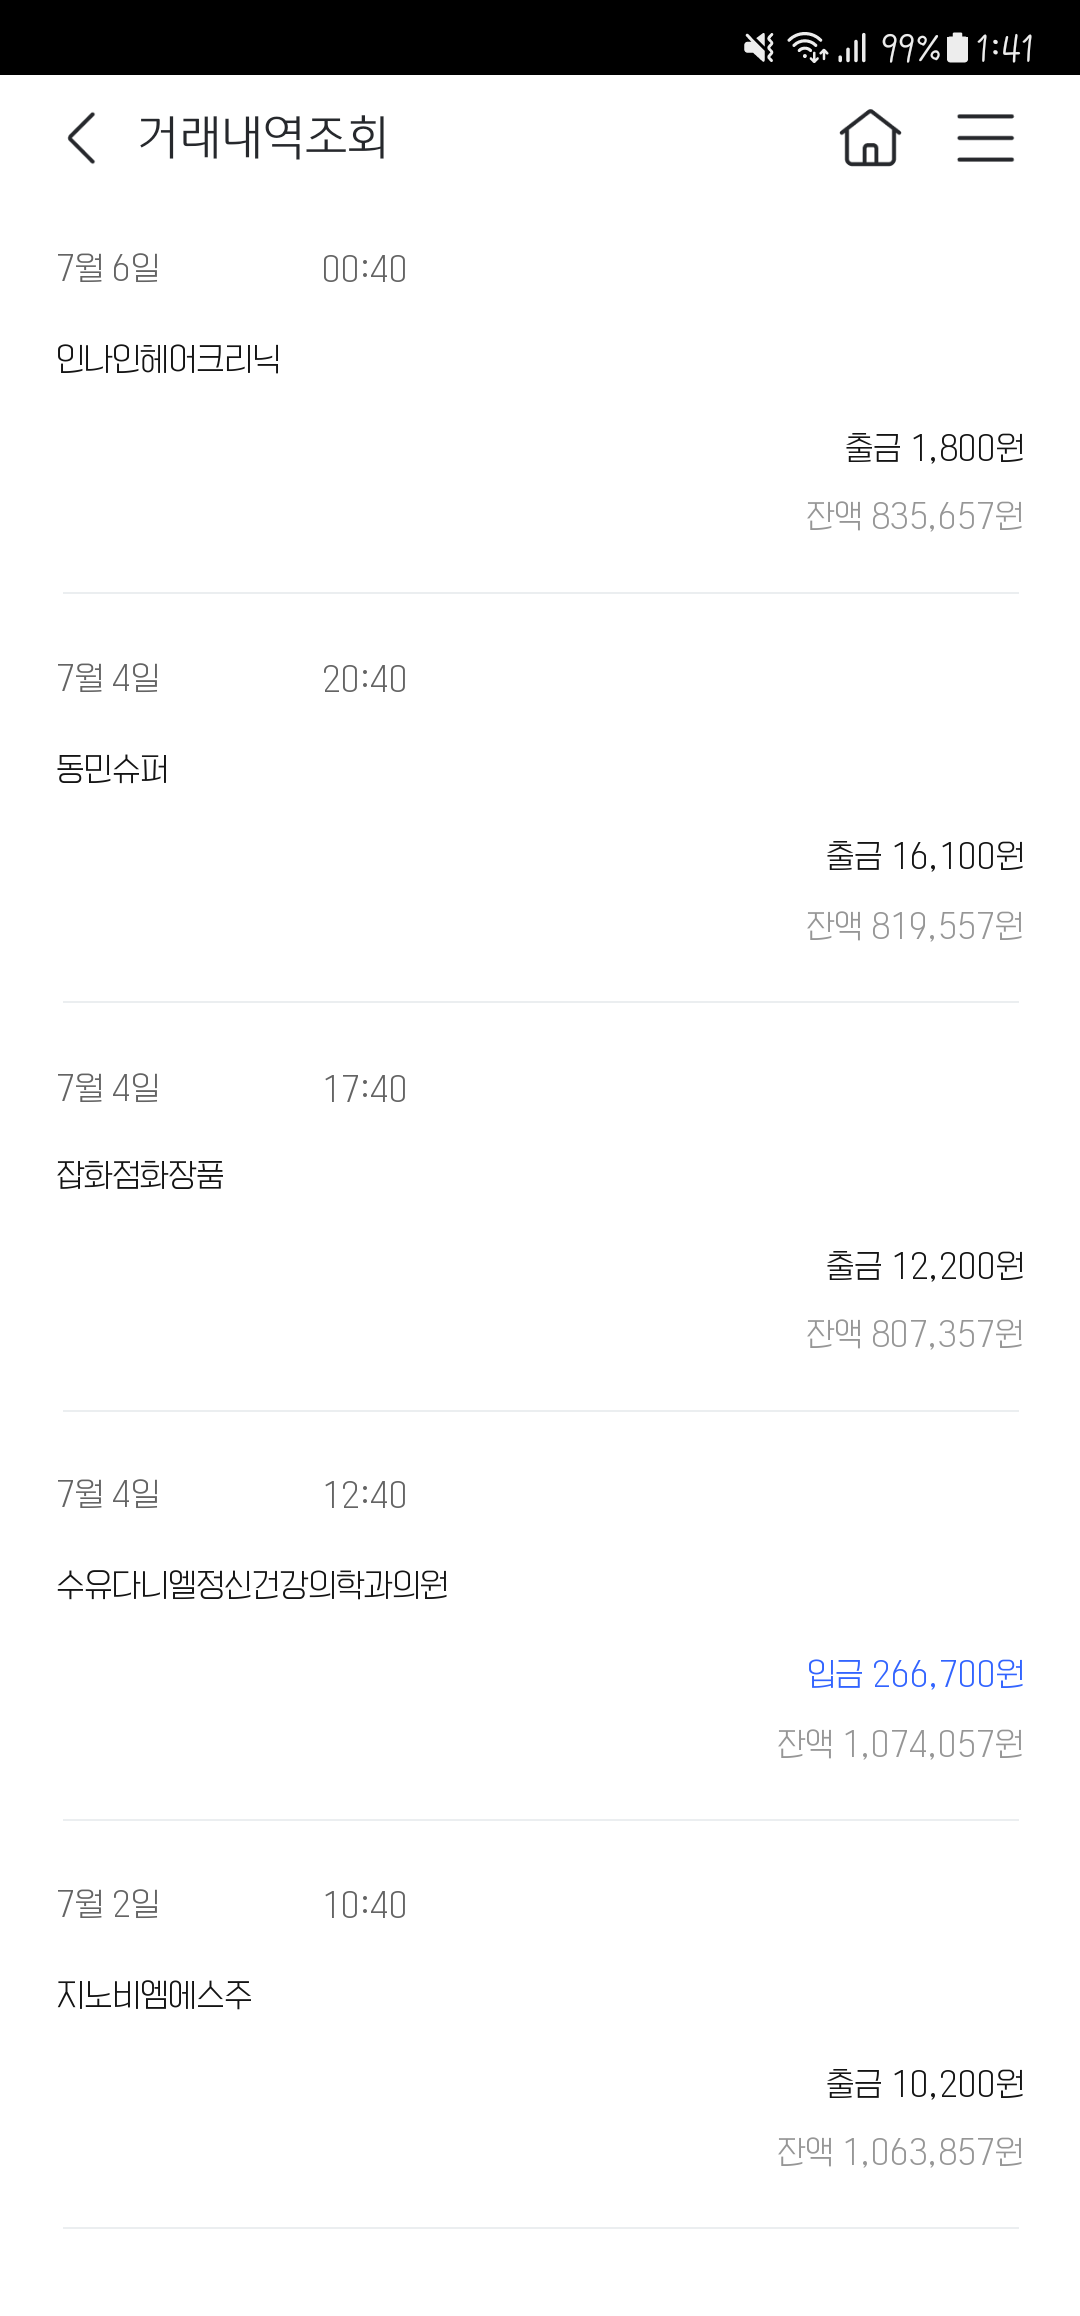 99% 1:41
거래내역조회
7월 6일 00:40
인나인헤어크리닉
출금 1,800원
잔액 835,657원
7월 4일 20:40
동민슈퍼
출금 16,100원
잔액 819,557원
7월 4일 17:40
잡화점화장품
출금 12,200원
잔액 807,357원
7월 4일 12:40
수유다니엘정신건강의학과의원
입금 266,700원
잔액 1,074,057원
7월 2일 10:40
지노비엠에스주
출금 10,200원
잔액 1,063,857원